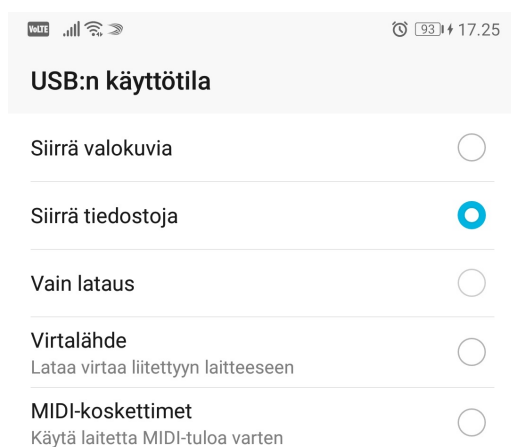 VoLTE 93 17.25
USB:n käyttötila
Siirrä valokuvia
Siirrä tiedostoja
Vain lataus
Virtalähde
Lataa virtaa liitettyyn laitteeseen
MIDI-koskettimet
Käytä laitetta MIDI-tuloa varten